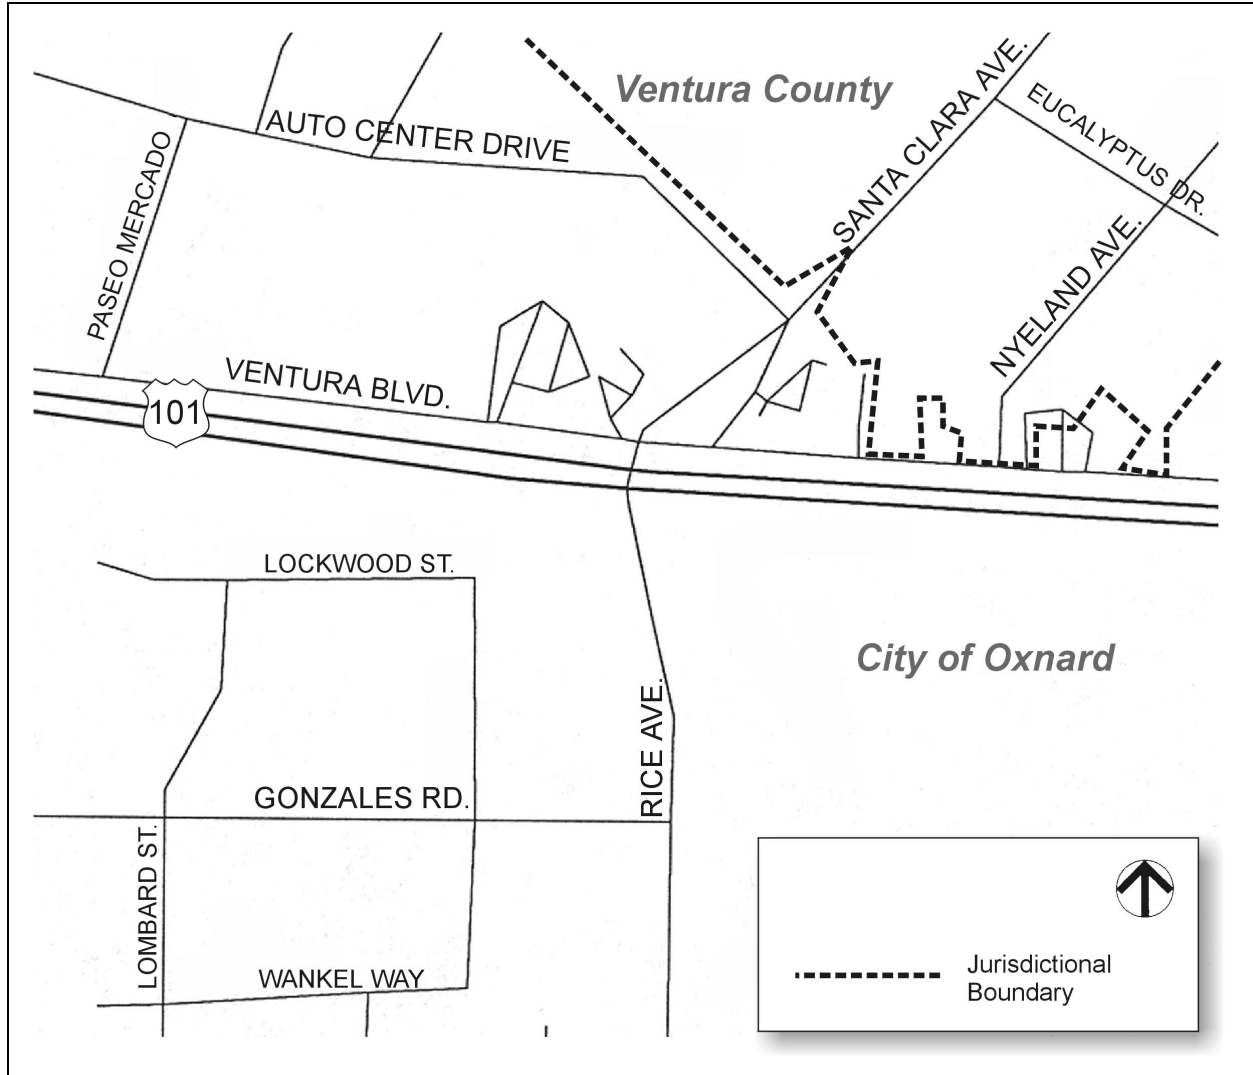 Ventura County
SANTA CLARA AVE.
EUCALYPTUS DR.
AUTO CENTER DRIVE
PASEO MERCADO
NYELAND AVE.
VENTURA BLVD.
101
LOCKWOOD ST.
City of Oxnard
RICE AVE.
GONZALES RD.
LOMBARD ST.
WANKEL WAY
Jurisdictional
Boundary